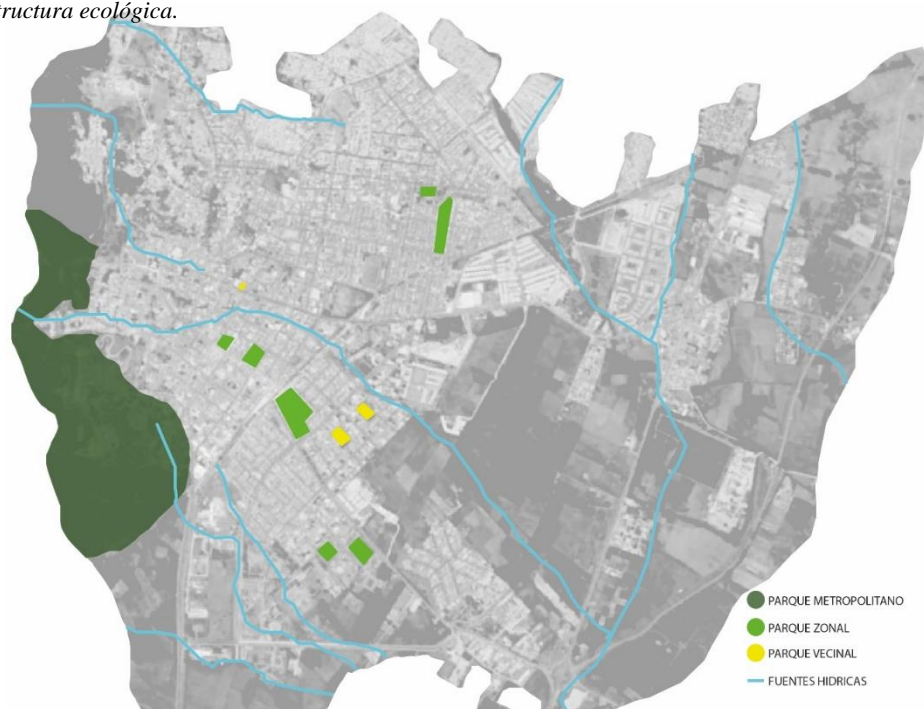 tructura ecológica.
PARQUE METROPOLITANO
PARQUE ZONAL
PARQUE VECINAL
FUENTES HIDRICAS